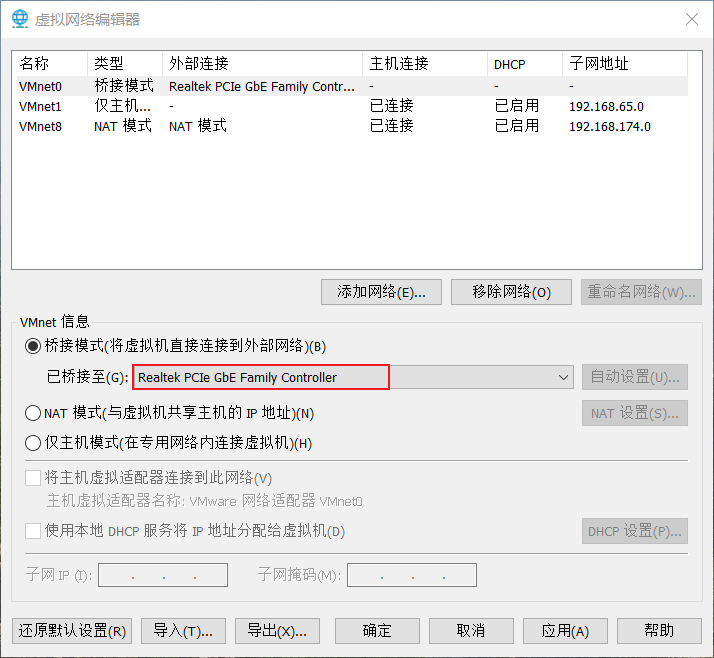 虚拟网络编辑器
名称 类型 外部连接 主机连接 DHCP 子网地址
VMnet0 桥接模式 Realtek PCIe GbE Family Contr... - - -
VMnet1 仅主机... - 已连接 已启用 192.168.65.0
VMnet8 NAT 模式 NAT 模式 已连接 已启用 192.168.174.0
添加网络(E)... 移除网络(O) 重命名网络(W)...
VMnet 信息
桥接模式(将虚拟机直接连接到外部网络)(B)
已桥接至(G): Realtek PCIe GbE Family Controller 自动设置(U)...
NAT 模式(与虚拟机共享主机的 IP 地址)(N) NAT 设置(S)...
仅主机模式(在专用网络内连接虚拟机)(H)
将主机虚拟适配器连接到此网络(V)
主机虚拟适配器名称: VMware 网络适配器 VMnet0
使用本地 DHCP 服务将 IP 地址分配给虚拟机(D) DHCP 设置(P)...
子网 IP (I): . . . 子网掩码(M): . . .
还原默认设置(R) 导入(T)... 导出(X)... 确定 取消 应用(A) 帮助